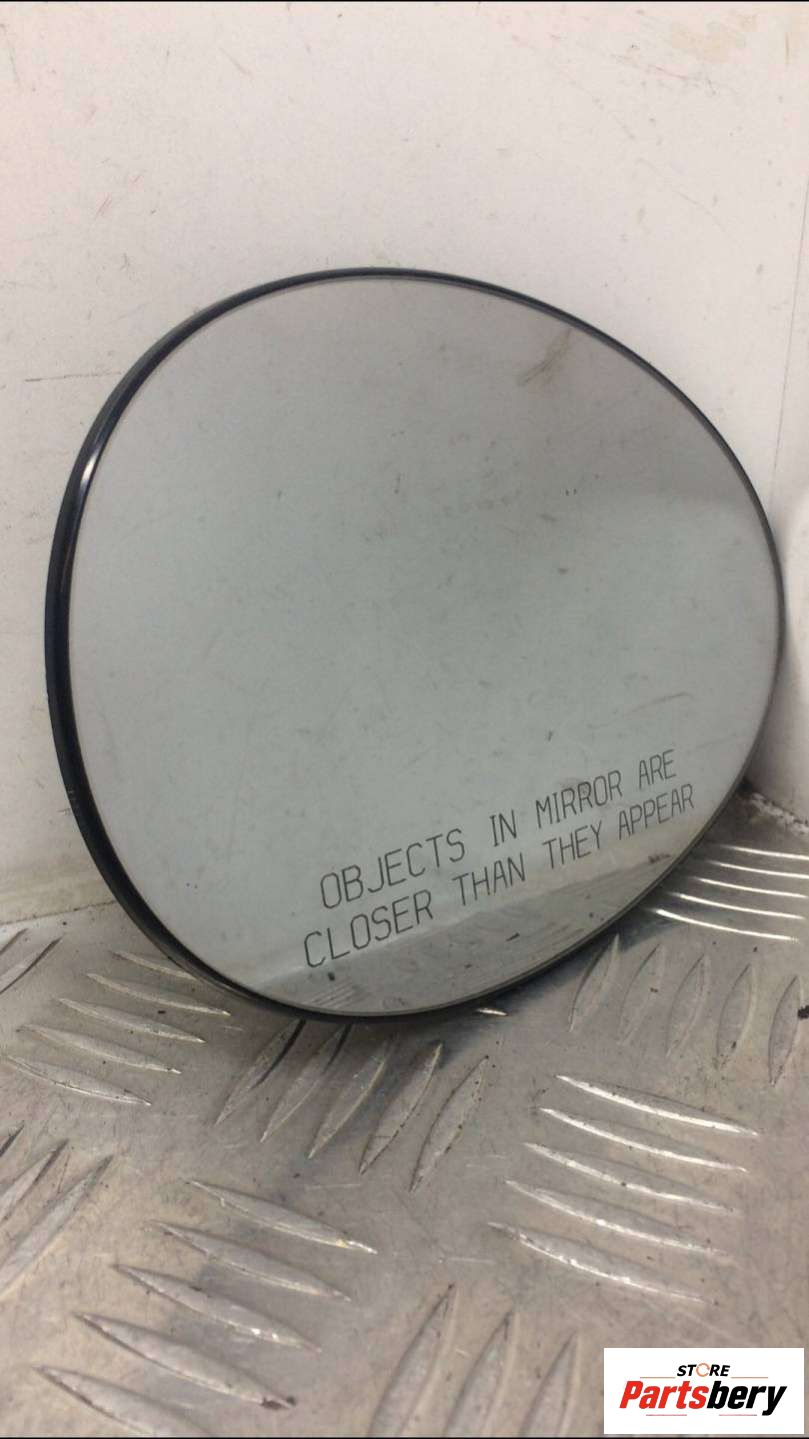 OBJECTS IN MIRROR ARE
CLOSER THAN THEY APPEAR
STORE
Partsbery